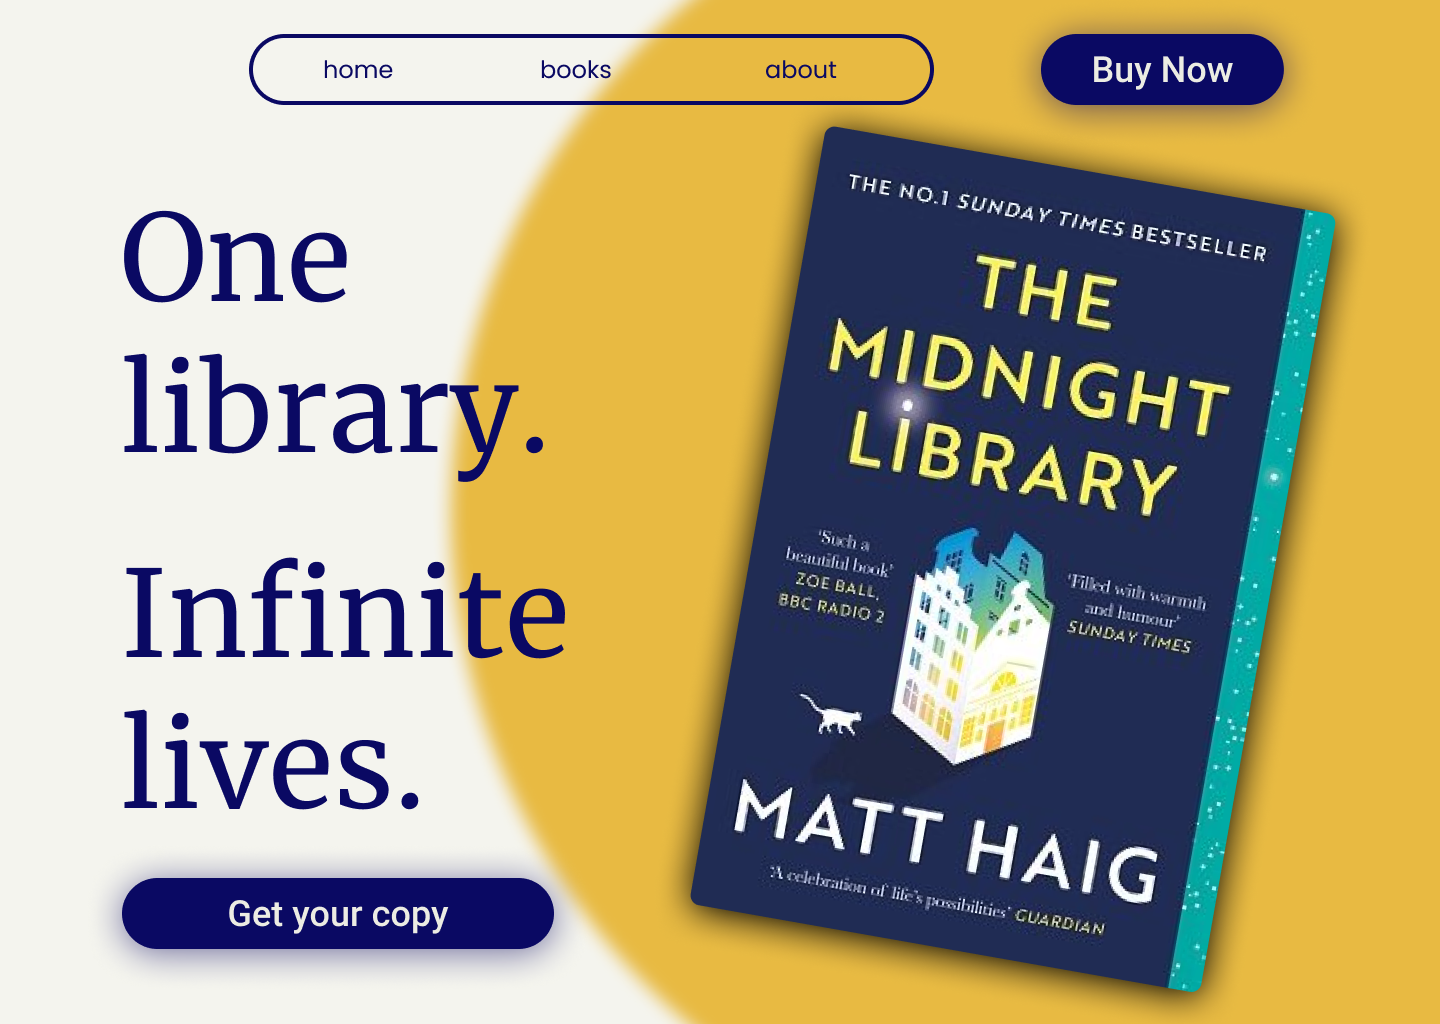 home books about Buy Now
One
library.
Infinite
lives.
Get your copy
THE NO.1 SUNDAY TIMES BESTSELLER
THE
MIDNIGHT
LIBRARY
'Such a
beautiful book'
ZOE BALL,
BBC RADIO 2
'Filled with warmth
and humour'
SUNDAY TIMES
MATT HAIG
'A celebration of life's possibilities' GUARDIAN